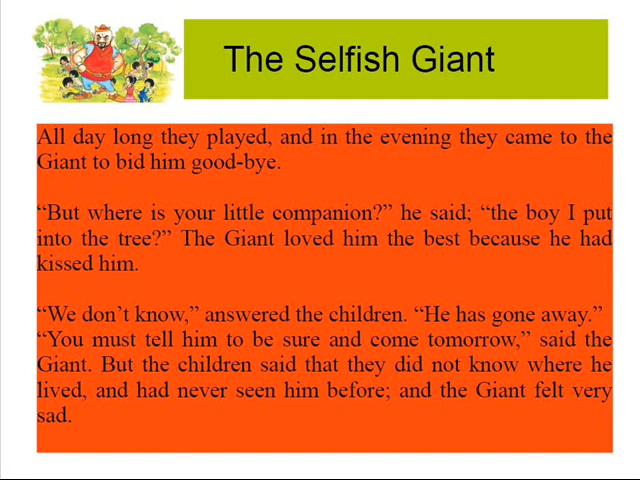 The Selfish Giant
All day long they played, and in the evening they came to the
Giant to bid him good-bye.
“But where is your little companion?” he said; “the boy I put
into the tree?” The Giant loved him the best because he had
kissed him.
“We don’t know,” answered the children. “He has gone away.”
“You must tell him to be sure and come tomorrow,” said the
Giant. But the children said that they did not know where he
lived, and had never seen him before; and the Giant felt very
sad.